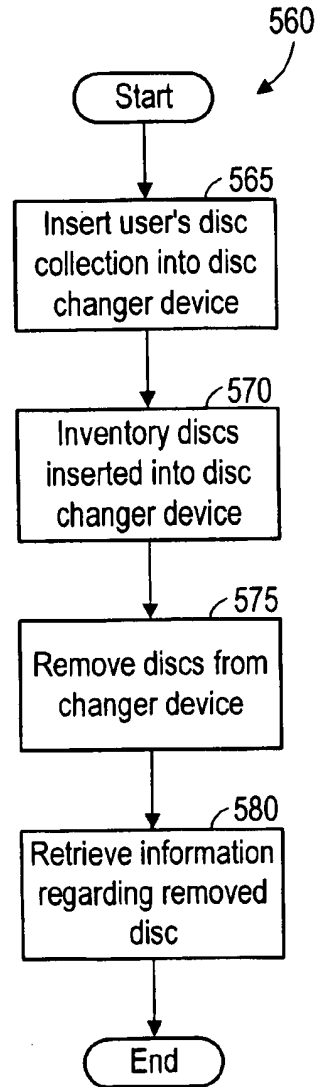 560
Start
565
Insert user's disc
collection into disc
changer device
570
Inventory discs
inserted into disc
changer device
575
Remove discs from
changer device
580
Retrieve information
regarding removed
disc
End